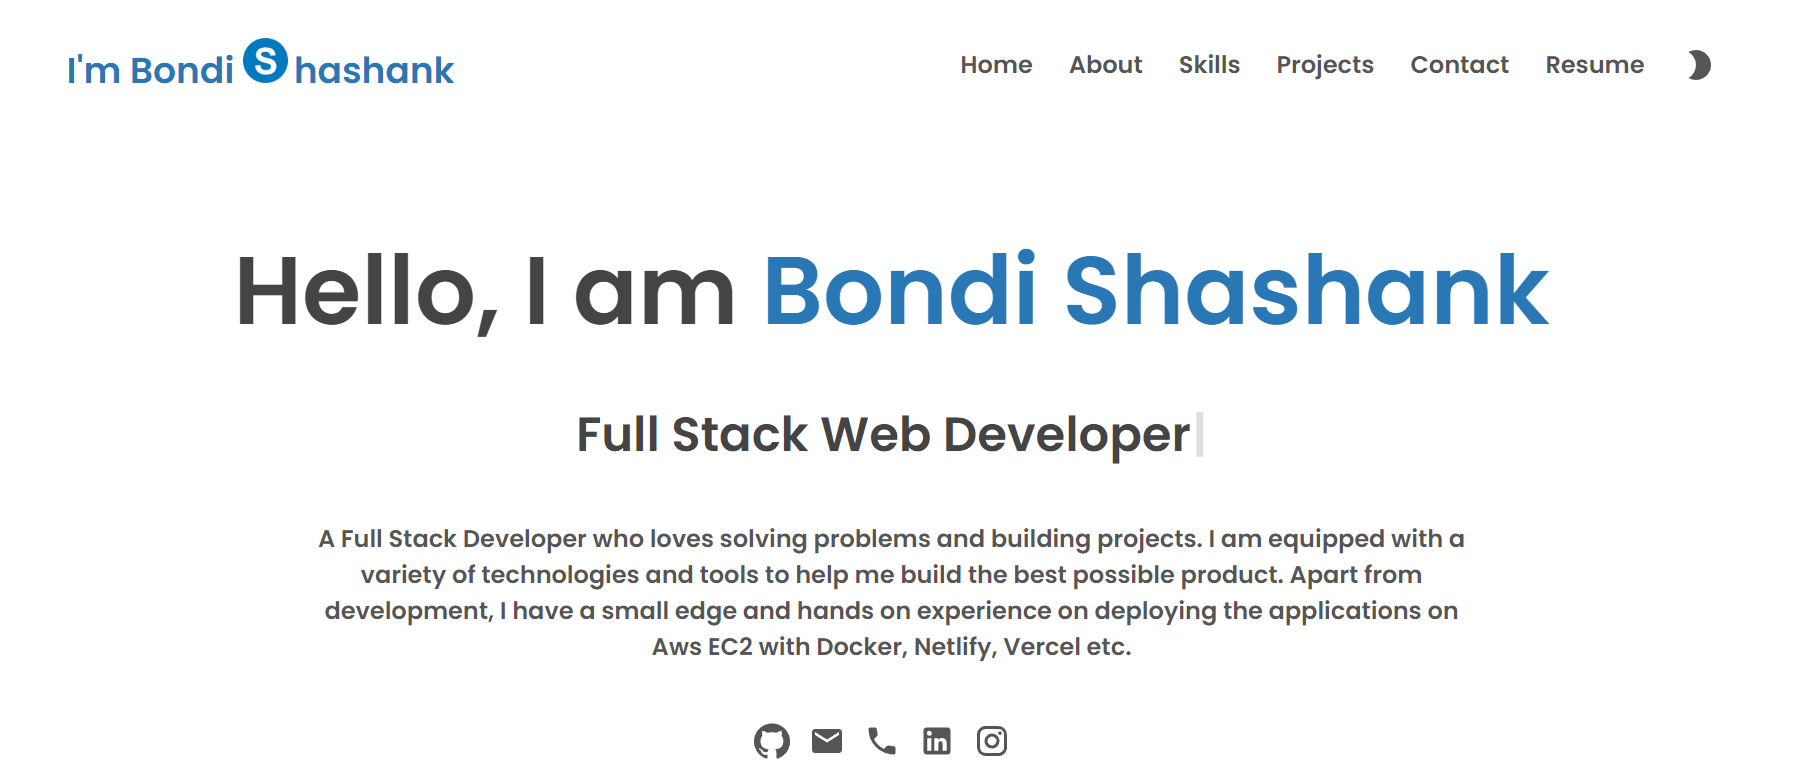 I'm Bondi Shashank
Home About Skills Projects Contact Resume
Hello, I am Bondi Shashank
Full Stack Web Developer
A Full Stack Developer who loves solving problems and building projects. I am equipped with a
variety of technologies and tools to help me build the best possible product. Apart from
development, I have a small edge and hands on experience on deploying the applications on
Aws EC2 with Docker, Netlify, Vercel etc.
in